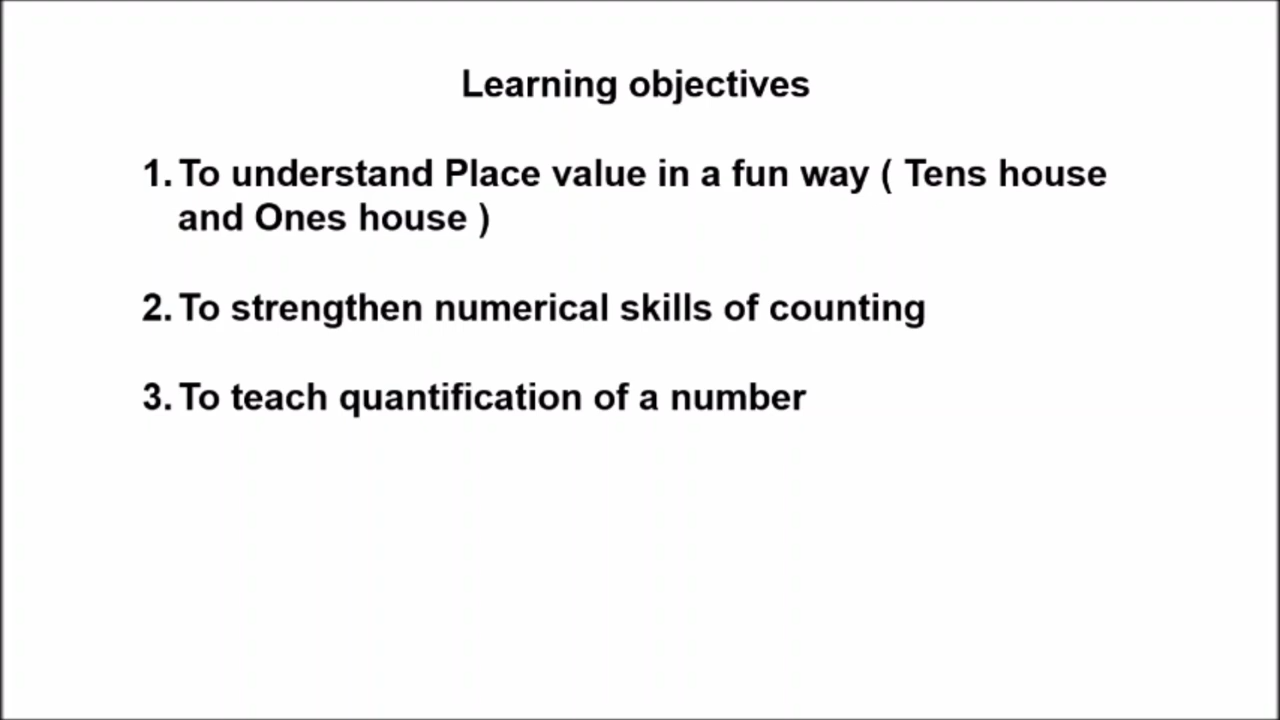 Learning objectives
1. To understand Place value in a fun way ( Tens house
and Ones house )
2. To strengthen numerical skills of counting
3. To teach quantification of a number